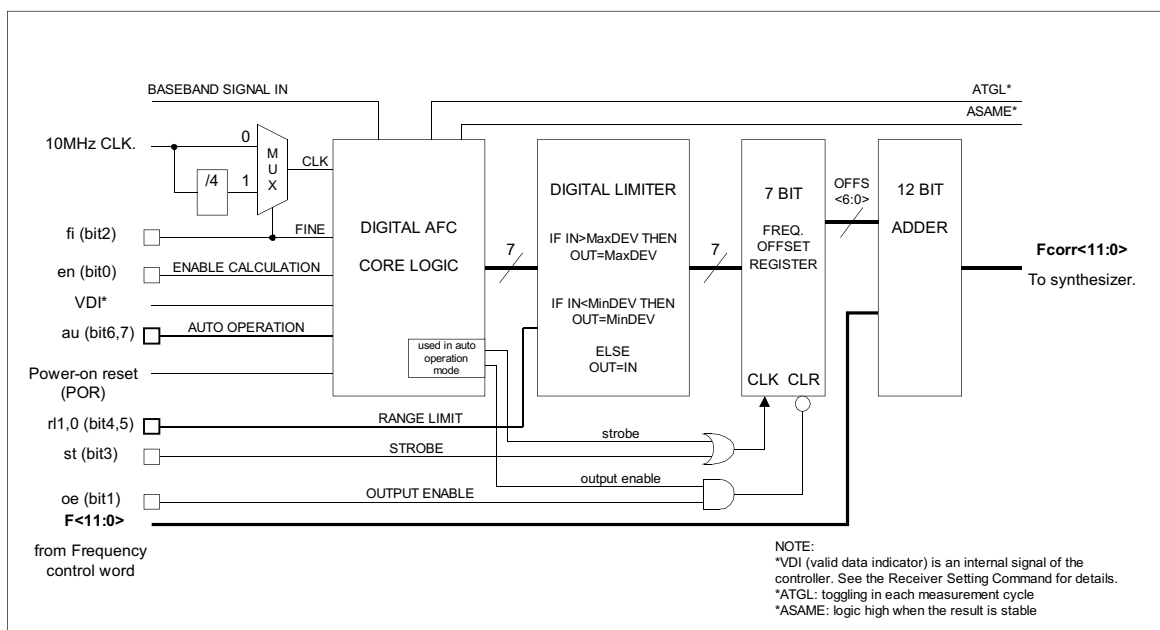 BASEBAND SIGNAL IN
ATGL*
ASAME*
10MHz CLK.
0
MUX
/4
1
CLK
fi (bit2)
FINE
en (bit0)
ENABLE CALCULATION
VDI*
au (bit6,7)
AUTO OPERATION
Power-on reset
(POR)
DIGITAL AFC
CORE LOGIC
used in auto
operation
mode
7
DIGITAL LIMITER
IF IN>MaxDEV THEN
OUT=MaxDEV
IF IN<MinDEV THEN
OUT=MinDEV
ELSE
OUT=IN
7
7 BIT
FREQ.
OFFSET
REGISTER
CLK CLR
OFFS
<6:0>
12 BIT
ADDER
Fcorr<11:0>
To synthesizer.
rl1,0 (bit4,5)
RANGE LIMIT
strobe
st (bit3)
STROBE
output enable
oe (bit1)
OUTPUT ENABLE
F<11:0>
from Frequency
control word
NOTE:
*VDI (valid data indicator) is an internal signal of the
controller. See the Receiver Setting Command for details.
*ATGL: toggling in each measurement cycle
*ASAME: logic high when the result is stable